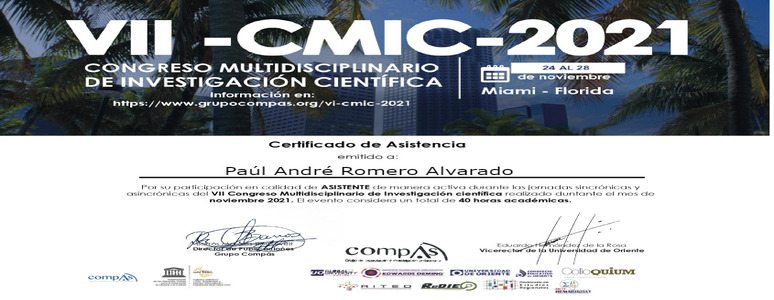 VII -CMIC-2021
CONGRESO MULTIDISCIPLINARIO
DE INVESTIGACIÓN CIENTÍFICA
Información en:
https://www.grupocompas.org/vi-cmic-2021
24 AL 28
de noviembre
Miami - Florida
Certificado de Asistencia
emitido a:
Paúl André Romero Alvarado
Por su participación en calidad de ASISTENTE de manera activa durante las jornadas sincrónicas y
asincrónicas del VII Congreso Multidisciplinario de Investigación científica realizado durtante el mes de
noviembre 2021. El evento considera un total de 40 horas académicas.
Director de Publicaciones
Grupo Compás
compAs
Eduardo Hernández de la Rosa
Vicerector de la Universidad de Oriente
compAs
UNESCO
EDWARDS DEMING
UNIVERSIDAD
DE ORIENTE
QUIUM
RITED
ReDIE